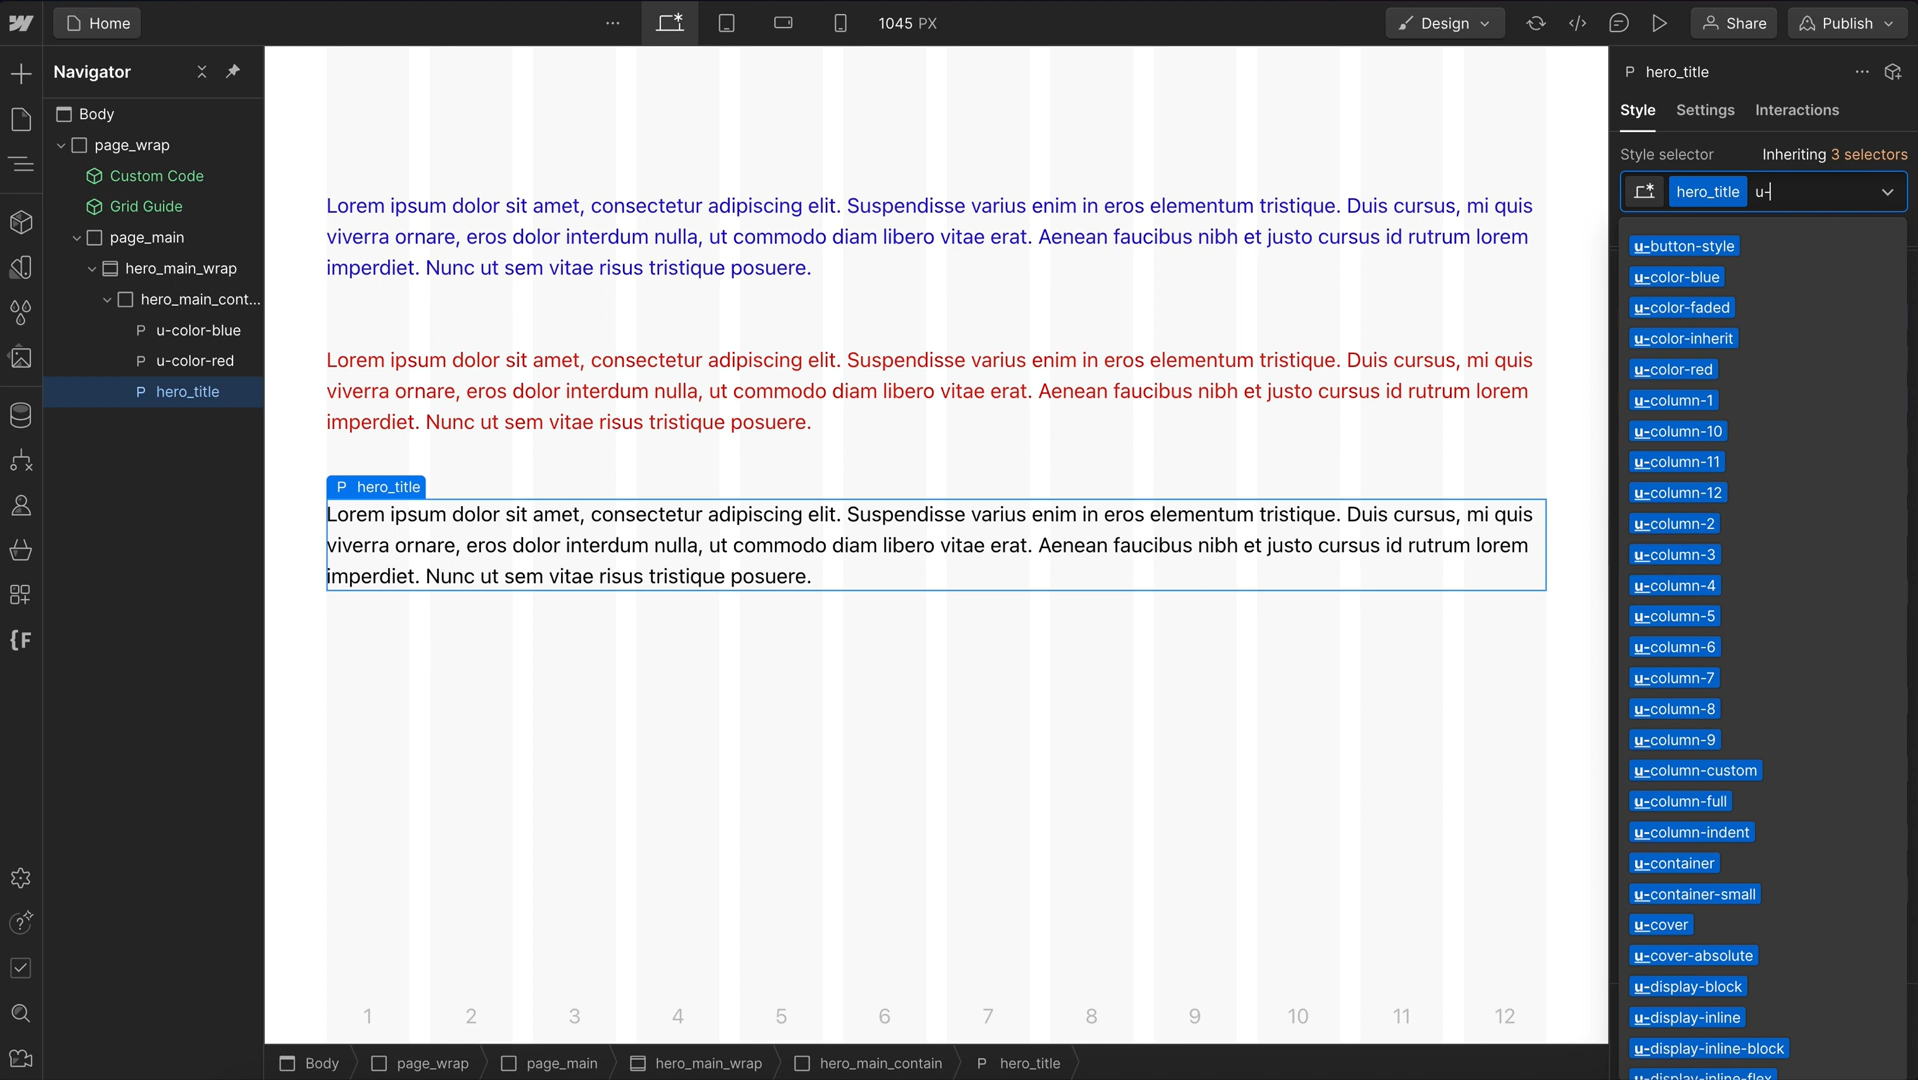 Home
1045 PX
Design
Share
Publish
Navigator
Body
page_wrap
Custom Code
Grid Guide
page_main
hero_main_wrap
hero_main_cont...
P u-color-blue
P u-color-red
P hero_title
Lorem ipsum dolor sit amet, consectetur adipiscing elit. Suspendisse varius enim in eros elementum tristique. Duis cursus, mi quis
viverra ornare, eros dolor interdum nulla, ut commodo diam libero vitae erat. Aenean faucibus nibh et justo cursus id rutrum lorem
imperdiet. Nunc ut sem vitae risus tristique posuere.
Lorem ipsum dolor sit amet, consectetur adipiscing elit. Suspendisse varius enim in eros elementum tristique. Duis cursus, mi quis
viverra ornare, eros dolor interdum nulla, ut commodo diam libero vitae erat. Aenean faucibus nibh et justo cursus id rutrum lorem
imperdiet. Nunc ut sem vitae risus tristique posuere.
P hero_title
Lorem ipsum dolor sit amet, consectetur adipiscing elit. Suspendisse varius enim in eros elementum tristique. Duis cursus, mi quis
viverra ornare, eros dolor interdum nulla, ut commodo diam libero vitae erat. Aenean faucibus nibh et justo cursus id rutrum lorem
imperdiet. Nunc ut sem vitae risus tristique posuere.
1 2 3 4 5 6 7 8 9 10 11 12
Body page_wrap page_main hero_main_wrap hero_main_contain P hero_title
P hero_title
Style Settings Interactions
Style selector Inheriting 3 selectors
hero_title u-
u-button-style
u-color-blue
u-color-faded
u-color-inherit
u-color-red
u-column-1
u-column-10
u-column-11
u-column-12
u-column-2
u-column-3
u-column-4
u-column-5
u-column-6
u-column-7
u-column-8
u-column-9
u-column-custom
u-column-full
u-column-indent
u-container
u-container-small
u-cover
u-cover-absolute
u-display-block
u-display-inline
u-display-inline-block
u-display-inline-flex